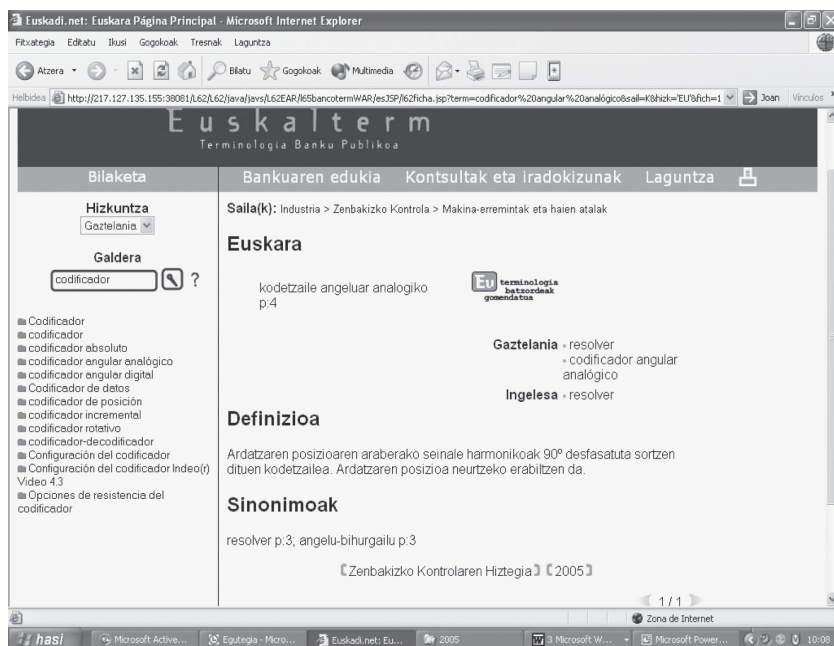 Euskadi.net: Euskara Página Principal - Microsoft Internet Explorer
Fitxategia Editatu Ikusi Gogokoak Tresnak Laguntza
Atzera Bilatu Gogokoak Multimedia
Helbidea http://217.127.135.155:38081/L62/L62/java/javs/L62EAR/l65bancotermWAR/esJSP/l62ficha.jsp?term=codificador%20angular%20analógico&sail=K&hizk='EU'&fich=1 Joan Vínculos
Euskalterm
Terminologia Banku Publikoa
Bilaketa Bankuaren edukia Kontsultak eta iradokizunak Laguntza
Hizkuntza
Gaztelania
Galdera
codificador ?
Codificador
codificador
codificador absoluto
codificador angular analógico
codificador angular digital
Codificador de datos
codificador de posición
codificador incremental
codificador rotativo
codificador-decodificador
Configuración del codificador
Configuración del codificador Indeo(r)
Video 4.3
Opciones de resistencia del
codificador
Saila(k): Industria > Zenbakizko Kontrola > Makina-erremintak eta haien atalak
Euskara
kodetzaile angeluar analogiko
p:4
Eu terminologia
batzordeak
gomendatua
Gaztelania resolver
codificador angular
analógico
Ingelesa resolver
Definizioa
Ardatzaren posizioaren araberako seinale harmonikoak 90º desfasatuta sortzen
dituen kodetzailea. Ardatzaren posizioa neurtzeko erabiltzen da.
Sinonimoak
resolver p:3; angelu-bihurgailu p:3
[Zenbakizko Kontrolaren Hiztegia] [2005]
1 / 1
Zona de Internet
hasi Microsoft Active... Egutegia - Micro... Euskadi.net: Eu... 2005 3 Microsoft W... Microsoft Power... 10:08